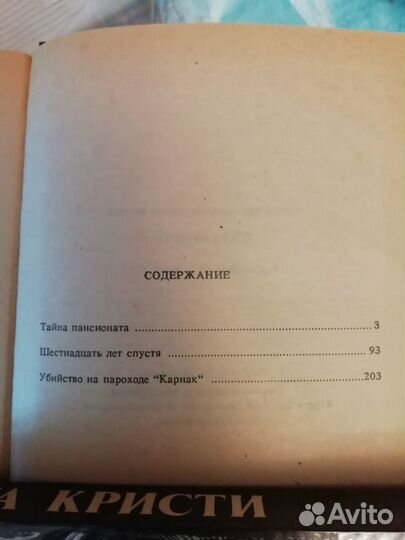 СОДЕРЖАНИЕ
Тайна пансионата ........................................................ 3
Шестнадцать лет спустя ................................................. 93
Убийство на пароходе "Карнак" .................................... 203
А КРИСТИ
Avito